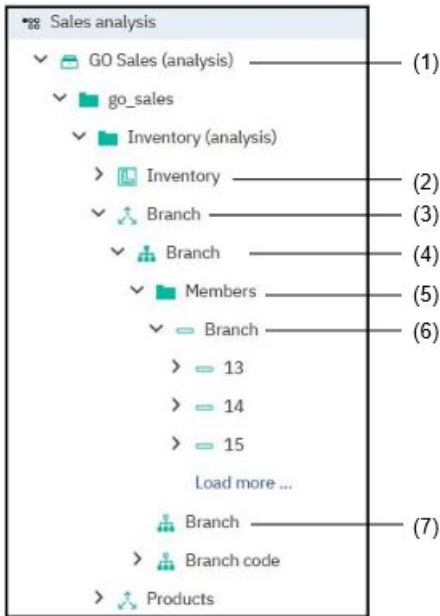 Sales analysis
GO Sales (analysis) (1)
go_sales
Inventory (analysis)
Inventory (2)
Branch (3)
Branch (4)
Members (5)
Branch (6)
13
14
15
Load more ...
Branch (7)
Branch code
Products